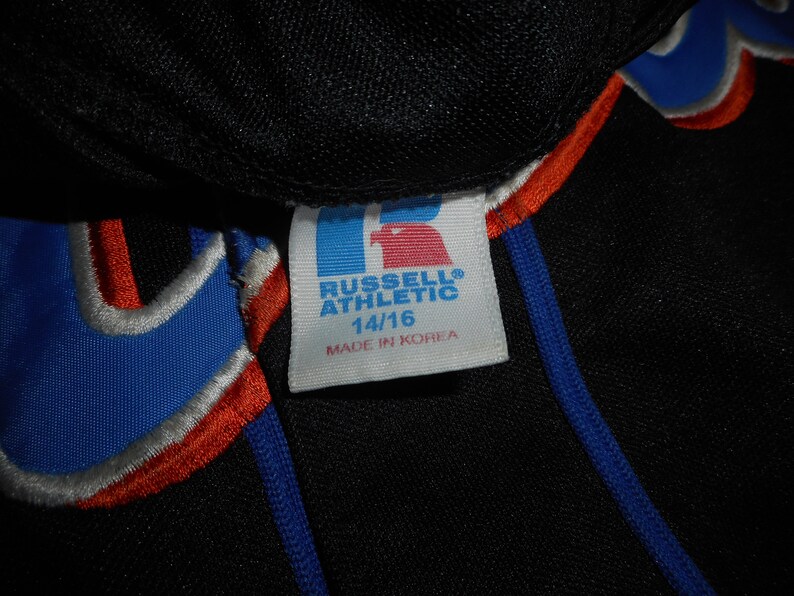 R
RUSSELL®
ATHLETIC
14/16
MADE IN KOREA